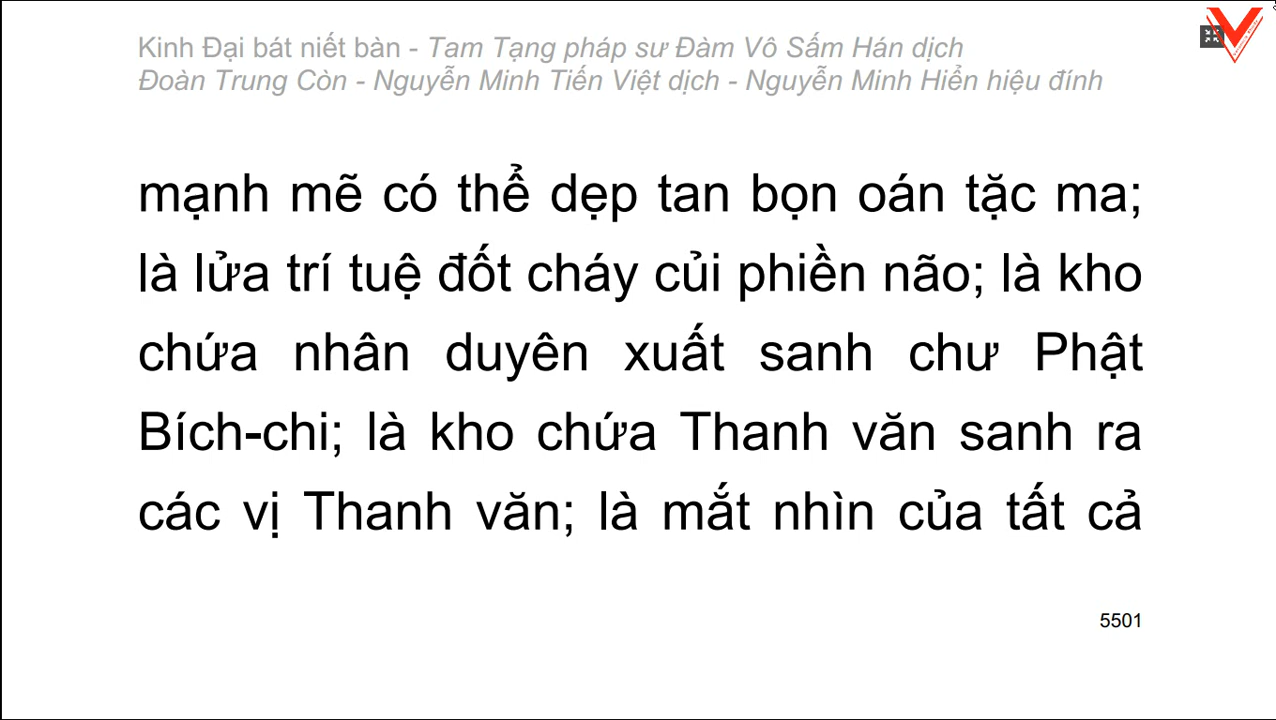 Kinh Đại bát niết bàn - Tam Tạng pháp sư Đàm Vô Sấm Hán dịch
Đoàn Trung Còn - Nguyễn Minh Tiến Việt dịch - Nguyễn Minh Hiển hiệu đính
mạnh mẽ có thể dẹp tan bọn oán tặc ma;
là lửa trí tuệ đốt cháy củi phiền não; là kho
chứa nhân duyên xuất sanh chư Phật
Bích-chi; là kho chứa Thanh văn sanh ra
các vị Thanh văn; là mắt nhìn của tất cả
5501